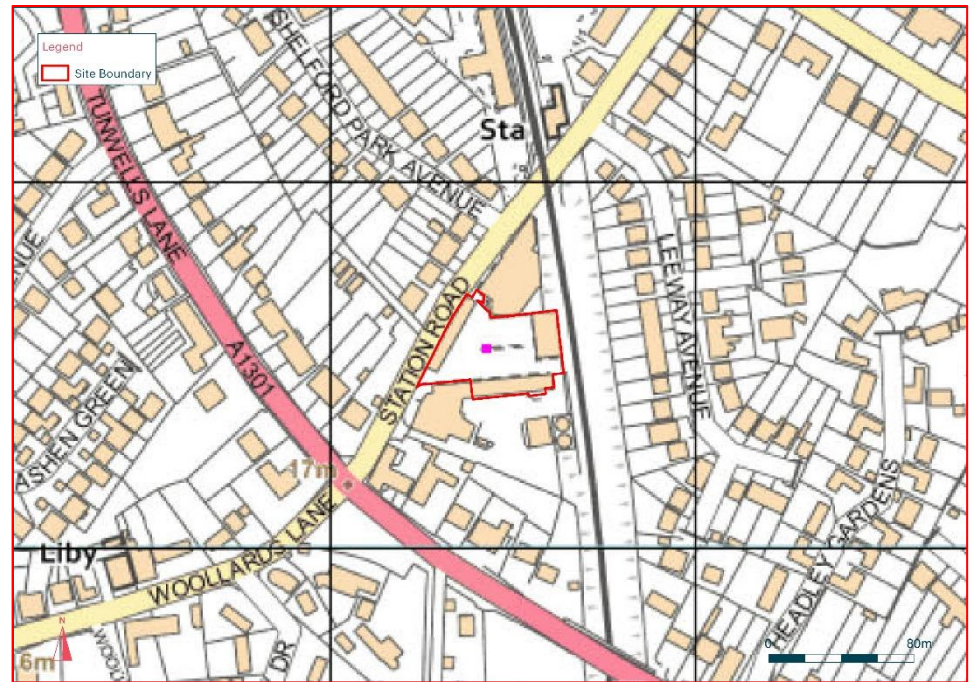 Legend
Site Boundary
TUNWELLS LANE
SHELFORD PARK AVENUE
Sta
STATION ROAD
LEEWAY AVENUE
A1301
ASHEN GREEN
17m
Liby
WOOLLARDS LANE
HEADLEY GARDENS
DR
N
6m
0
80m